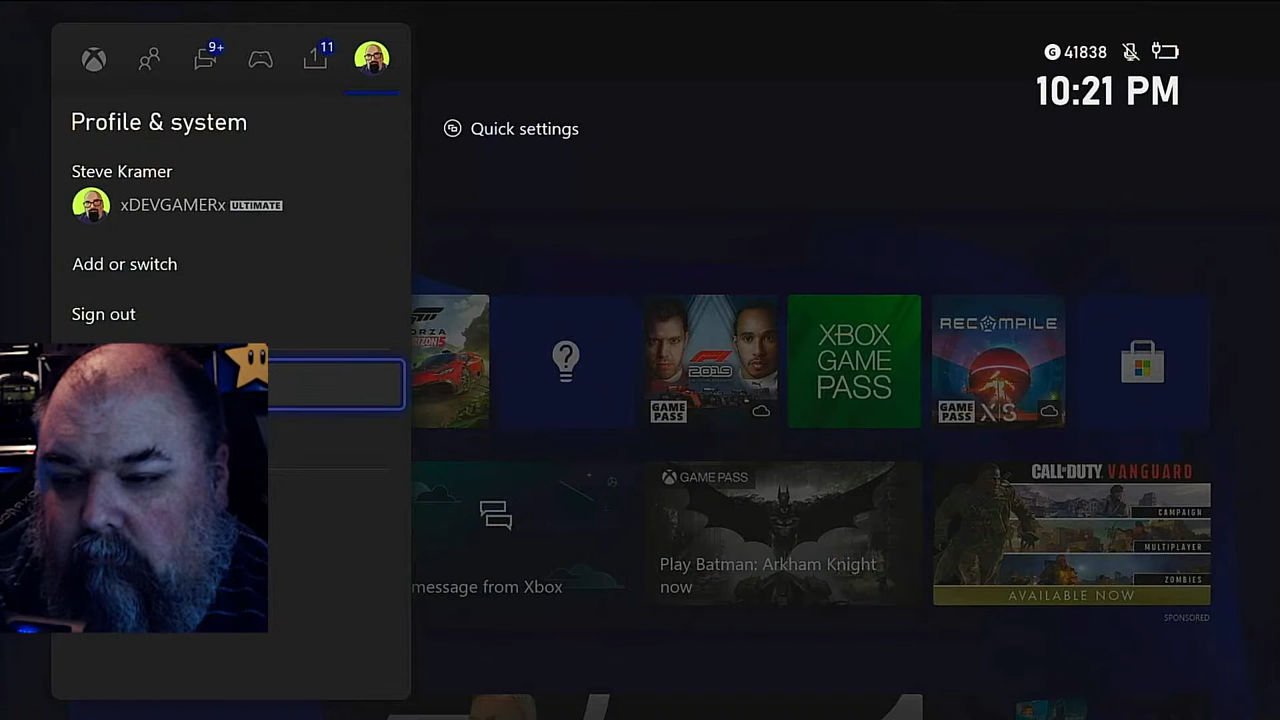 9+
11
G 41838
10:21 PM
Profile & system
Quick settings
Steve Kramer
xDEVGAMERx ULTIMATE
Add or switch
Sign out
FORZA
HORIZON 5
F1 2019
GAME
PASS
XBOX
GAME
PASS
RECOMPILE
GAME
PASS
X|S
message from Xbox
GAME PASS
Play Batman: Arkham Knight
now
CALL OF DUTY VANGUARD
CAMPAIGN
MULTIPLAYER
ZOMBIES
AVAILABLE NOW
SPONSORED